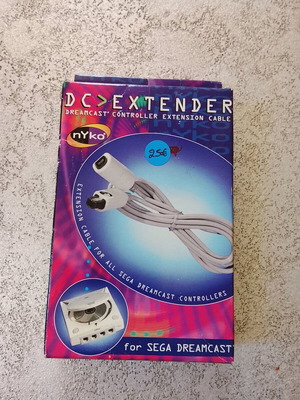 DC>EXTENDER
DREAMCAST® CONTROLLER EXTENSION CABLE
nYko
25€
EXTENSION CABLE FOR ALL SEGA DREAMCAST CONTROLLERS
for SEGA DREAMCAST